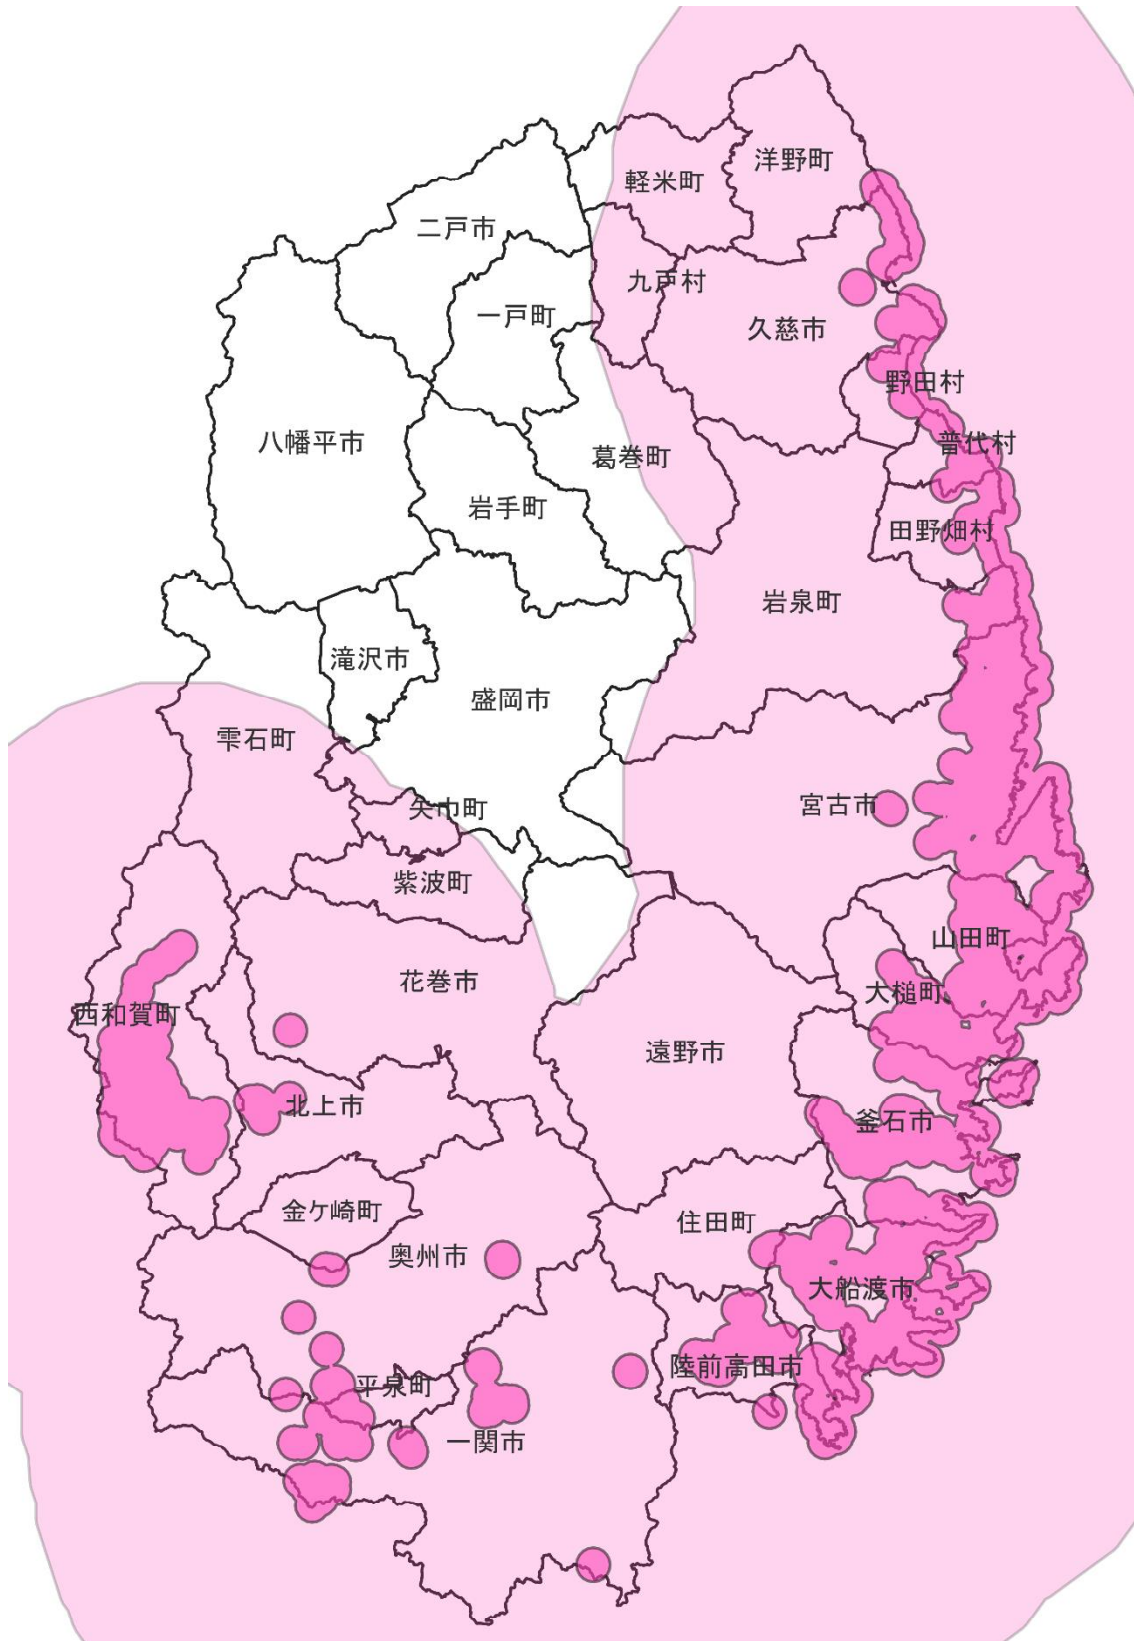 洋野町
軽米町
二戸市
九戸村
一戸町
久慈市
野田村
八幡平市
普代村
葛巻町
岩手町
田野畑村
岩泉町
滝沢市
盛岡市
雫石町
矢巾町
宮古市
紫波町
山田町
花巻市
大槌町
西和賀町
遠野市
北上市
釜石市
金ケ崎町
住田町
奥州市
大船渡市
陸前高田市
平泉町
一関市